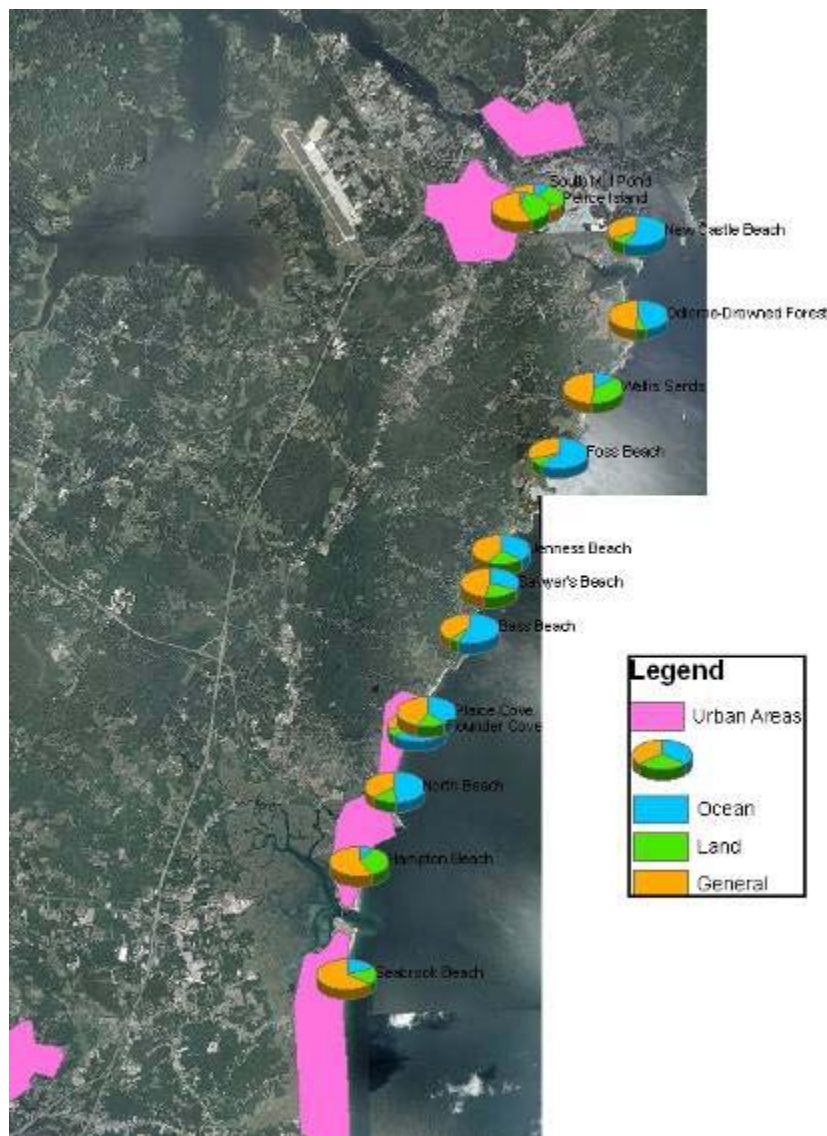 South Mill Pond
Peirce Island
New Castle Beach
Odiorne-Drowned Forest
Wallis Sands
Foss Beach
Jenness Beach
Sawyer's Beach
Bass Beach
Plaice Cove
Flounder Cove
North Beach
Hampton Beach
Seabrook Beach
Legend
Urban Areas
Ocean
Land
General